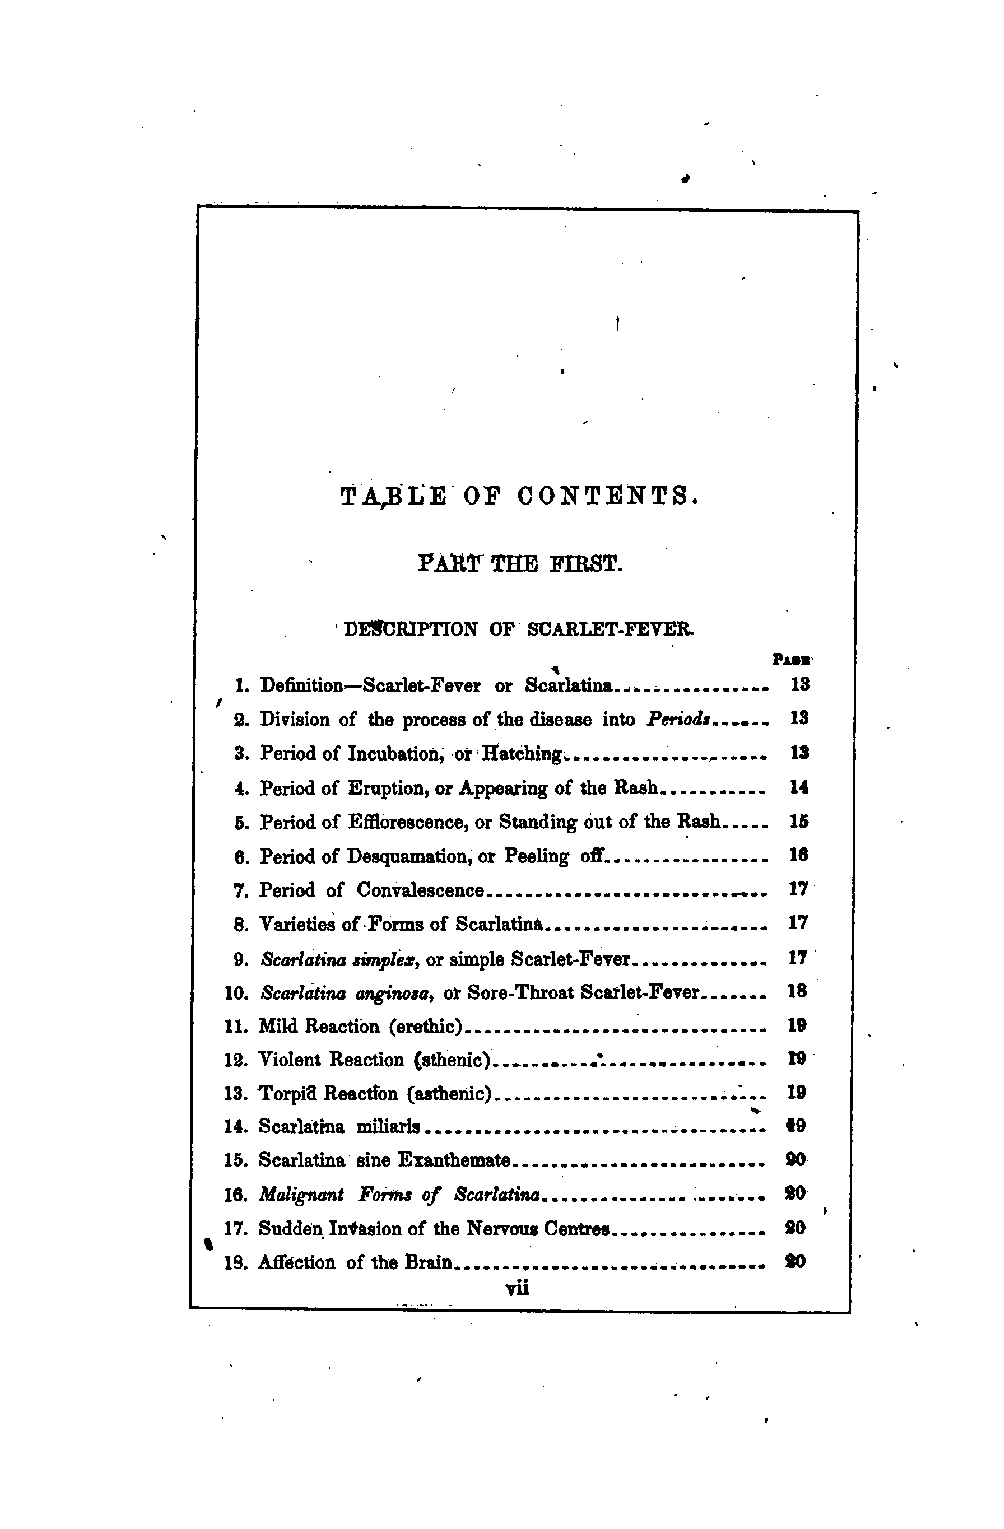 TABLE OF CONTENTS.
PART THE FIRST.
DESCRIPTION OF SCARLET-FEVER.
PAGE
1. Definition—Scarlet-Fever or Scarlatina................ 13
2. Division of the process of the disease into Periods...... 13
3. Period of Incubation, or Hatching..................... 13
4. Period of Eruption, or Appearing of the Rash........... 14
5. Period of Efflorescence, or Standing out of the Rash..... 15
6. Period of Desquamation, or Peeling off................. 16
7. Period of Convalescence............................. 17
8. Varieties of Forms of Scarlatina....................... 17
9. Scarlatina simplex, or simple Scarlet-Fever.............. 17
10. Scarlatina anginosa, or Sore-Throat Scarlet-Fever....... 18
11. Mild Reaction (erethic)............................... 19
12. Violent Reaction (sthenic)............................ 19
13. Torpid Reaction (asthenic)............................ 19
14. Scarlatina miliaris................................... 19
15. Scarlatina sine Exanthemate.......................... 20
16. Malignant Forms of Scarlatina....................... 20
17. Sudden Invasion of the Nervous Centres................ 20
18. Affection of the Brain................................ 20
vii